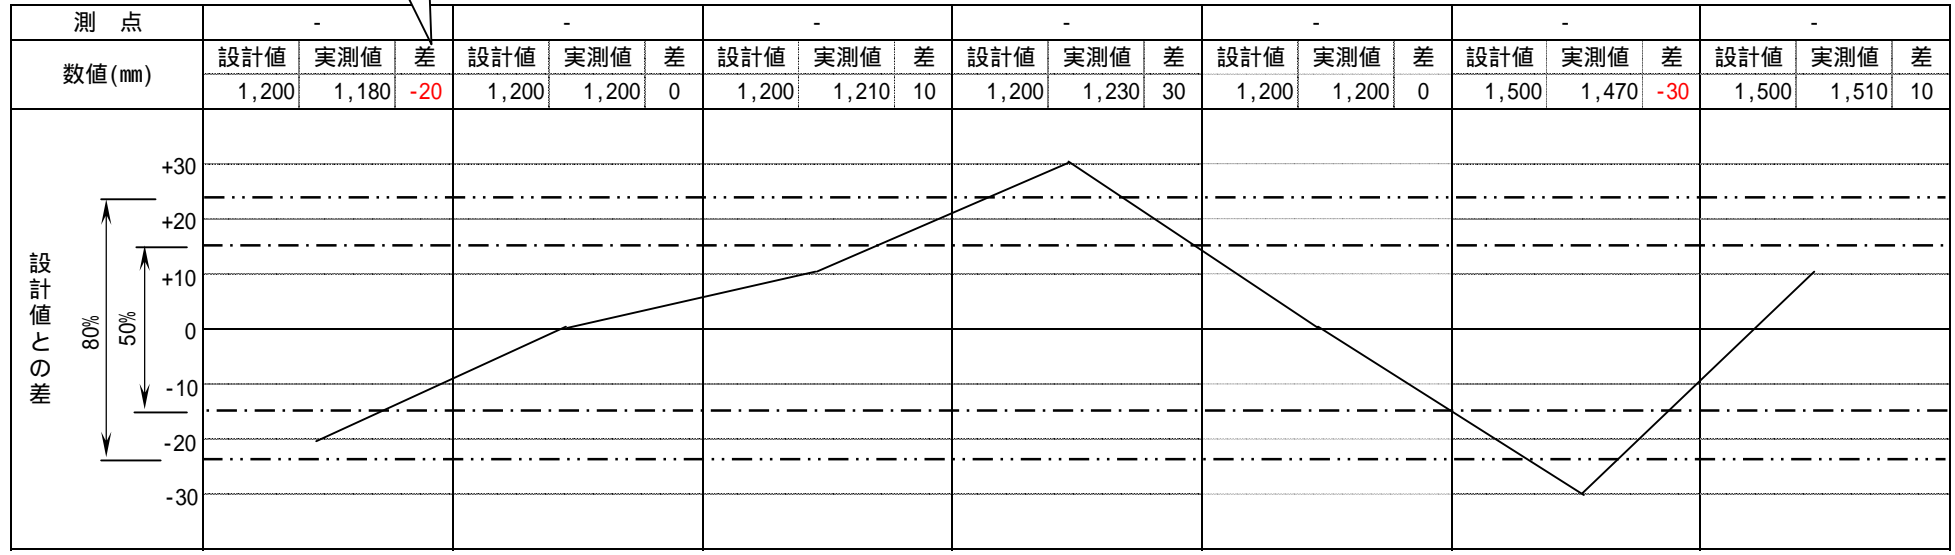 測 点 - - - - - - -
数値(mm) 設計値 実測値 差 設計値 実測値 差 設計値 実測値 差 設計値 実測値 差 設計値 実測値 差 設計値 実測値 差 設計値 実測値 差
1,200 1,180 -20 1,200 1,200 0 1,200 1,210 10 1,200 1,230 30 1,200 1,200 0 1,500 1,470 -30 1,500 1,510 10
設計値との差
80%
50%
+30
+20
+10
0
-10
-20
-30